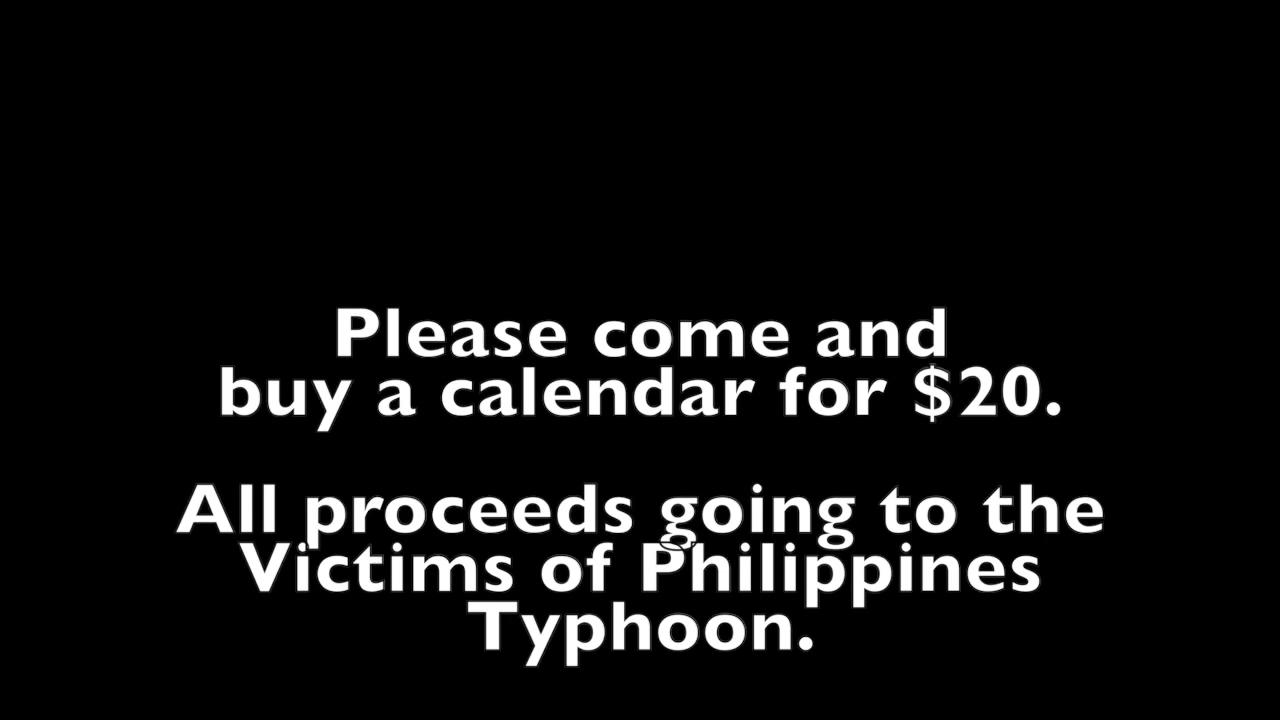 Please come and
buy a calendar for $20.
All proceeds going to the
Victims of Philippines
Typhoon.